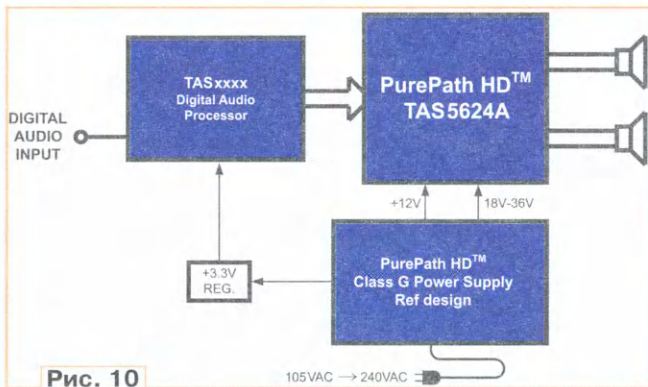 TASxxxx
Digital Audio
Processor
PurePath HD™
TAS5624A
DIGITAL
AUDIO
INPUT
+12V
18V-36V
+3.3V
REG.
PurePath HD™
Class G Power Supply
Ref design
105VAC → 240VAC
Рис. 10